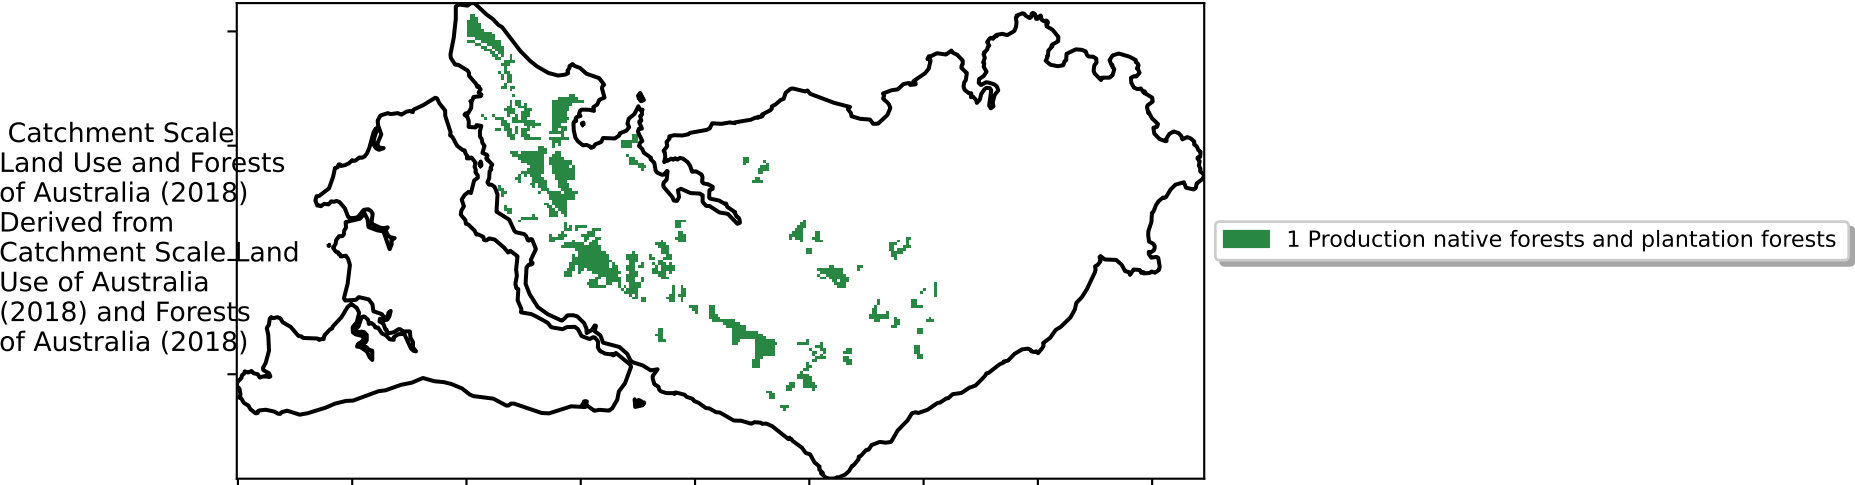 Catchment Scale
Land Use and Forests
of Australia (2018)
Derived from
Catchment Scale Land
Use of Australia
(2018) and Forests
of Australia (2018)
1 Production native forests and plantation forests